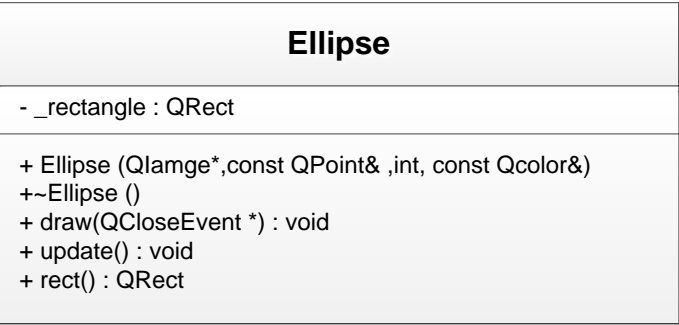 Ellipse
- _rectangle : QRect
+ Ellipse (QIamge*,const QPoint& ,int, const Qcolor&)
+~Ellipse ()
+ draw(QCloseEvent *) : void
+ update() : void
+ rect() : QRect